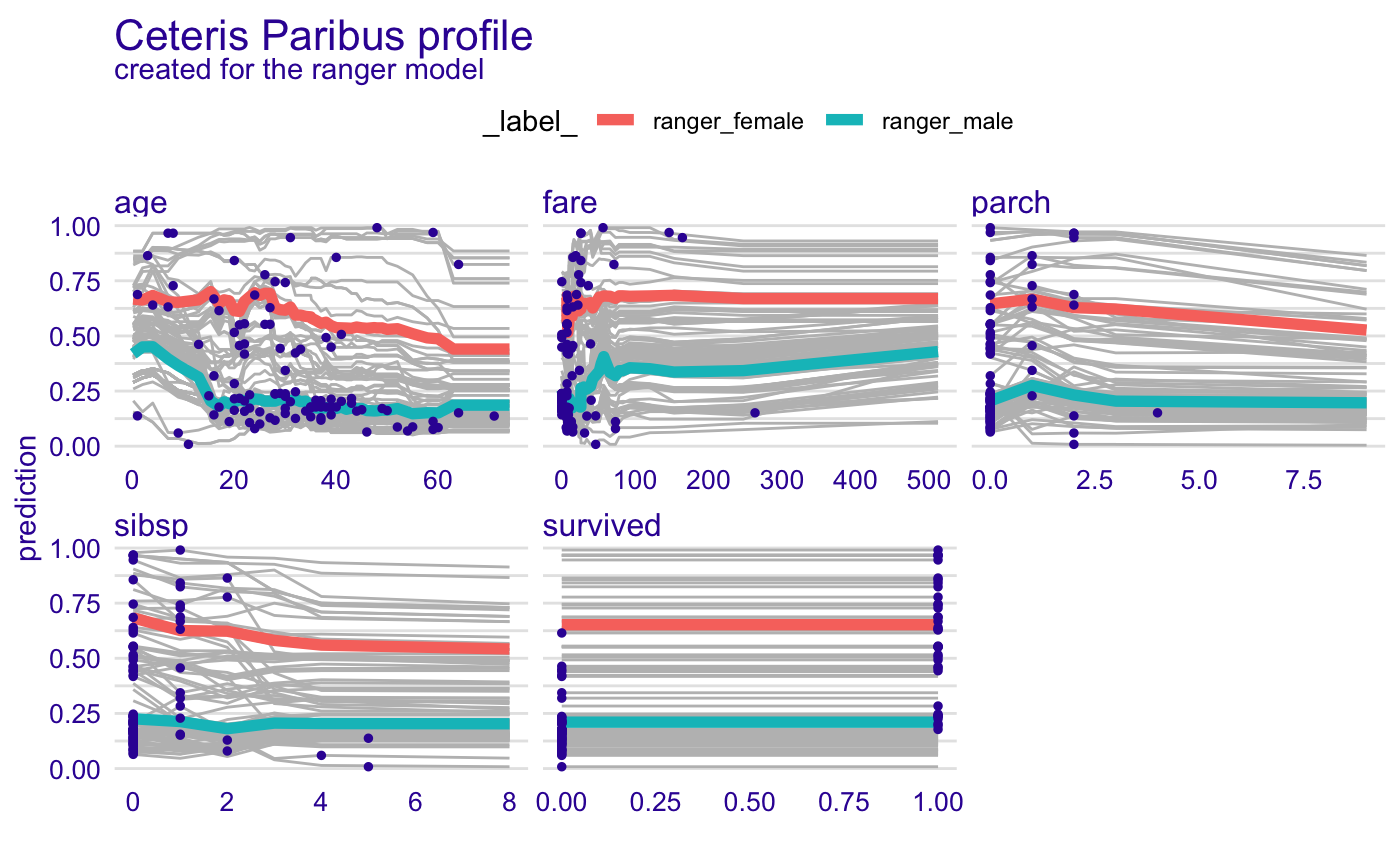 Ceteris Paribus profile
created for the ranger model
_label_ ranger_female ranger_male
age fare parch
1.00
0.75
0.50
0.25
0.00
0 20 40 60 0 100 200 300 400 500 0.0 2.5 5.0 7.5
prediction
sibsp survived
1.00
0.75
0.50
0.25
0.00
0 2 4 6 8 0.00 0.25 0.50 0.75 1.00